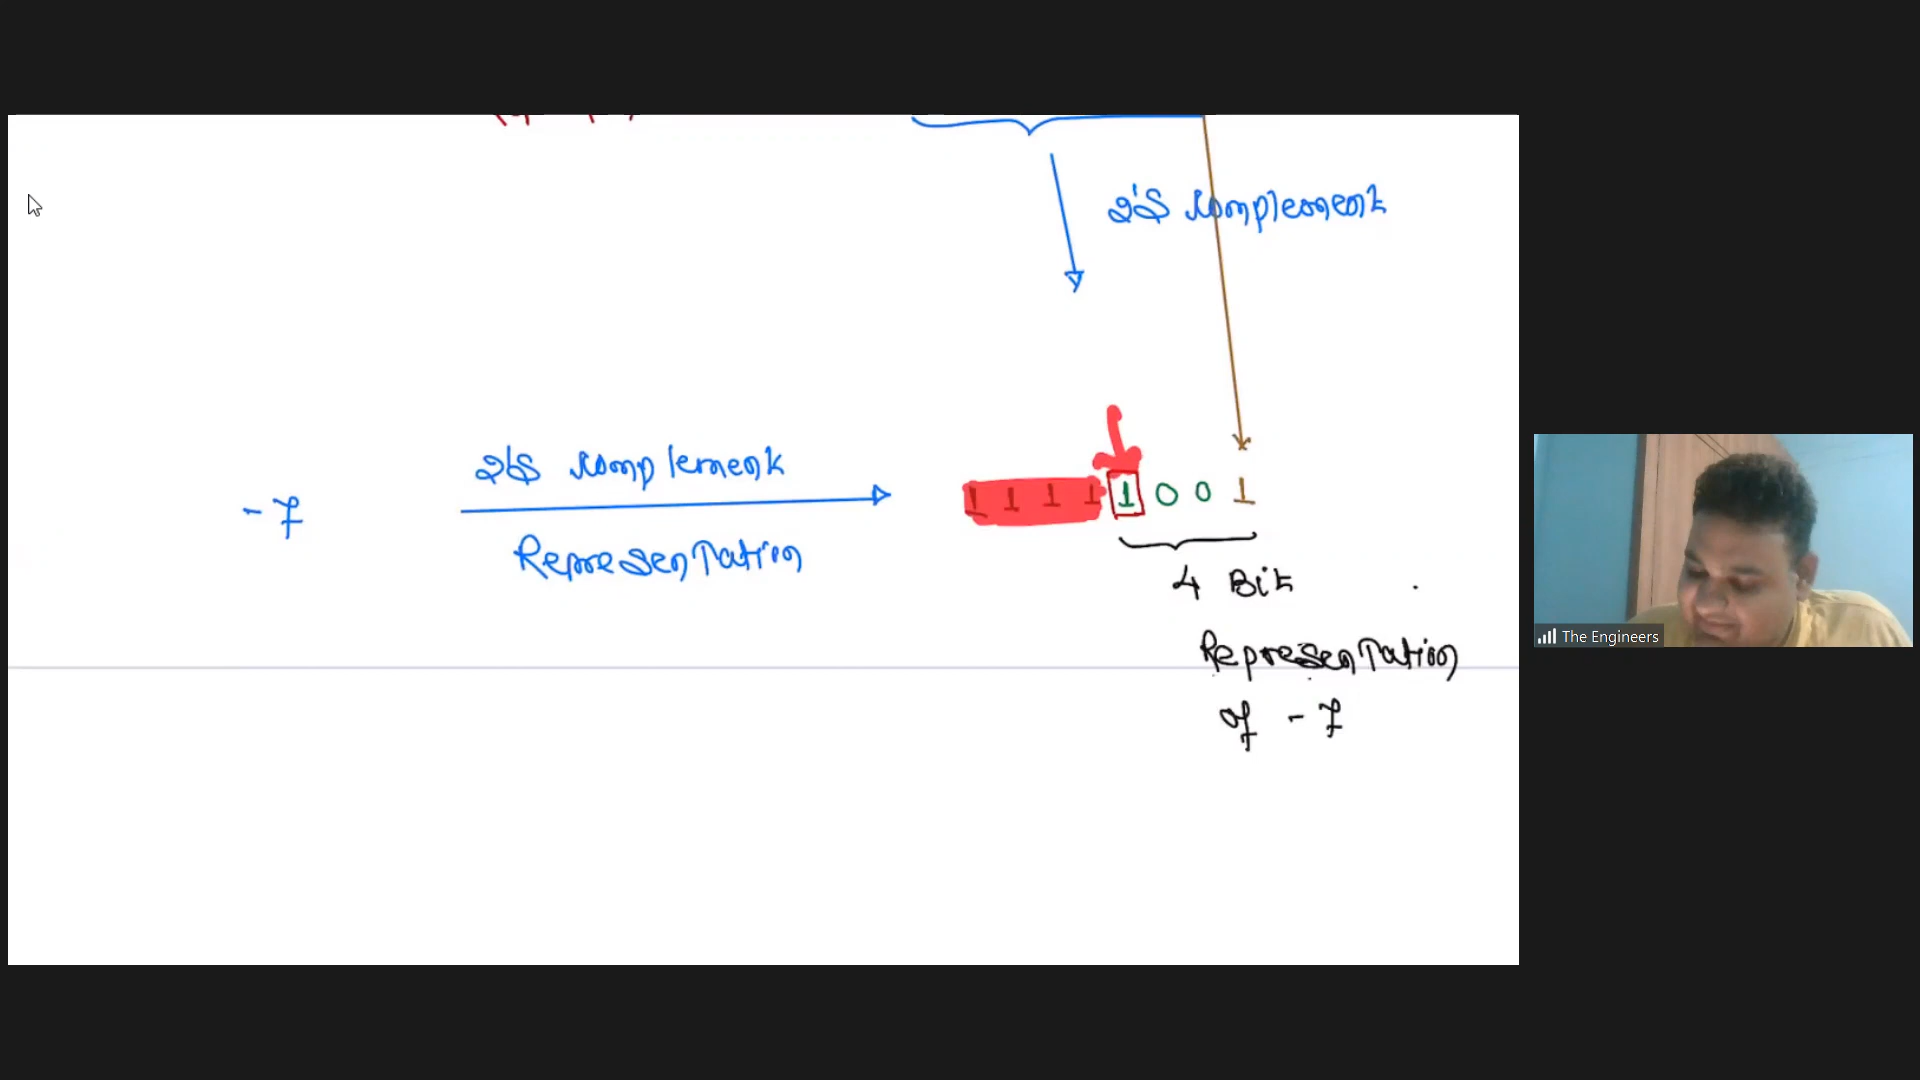 2's complement
2's complement
-7
1 1 1 1 1 0 0 1
Representation
4 Bit
Representation
of -7
The Engineers